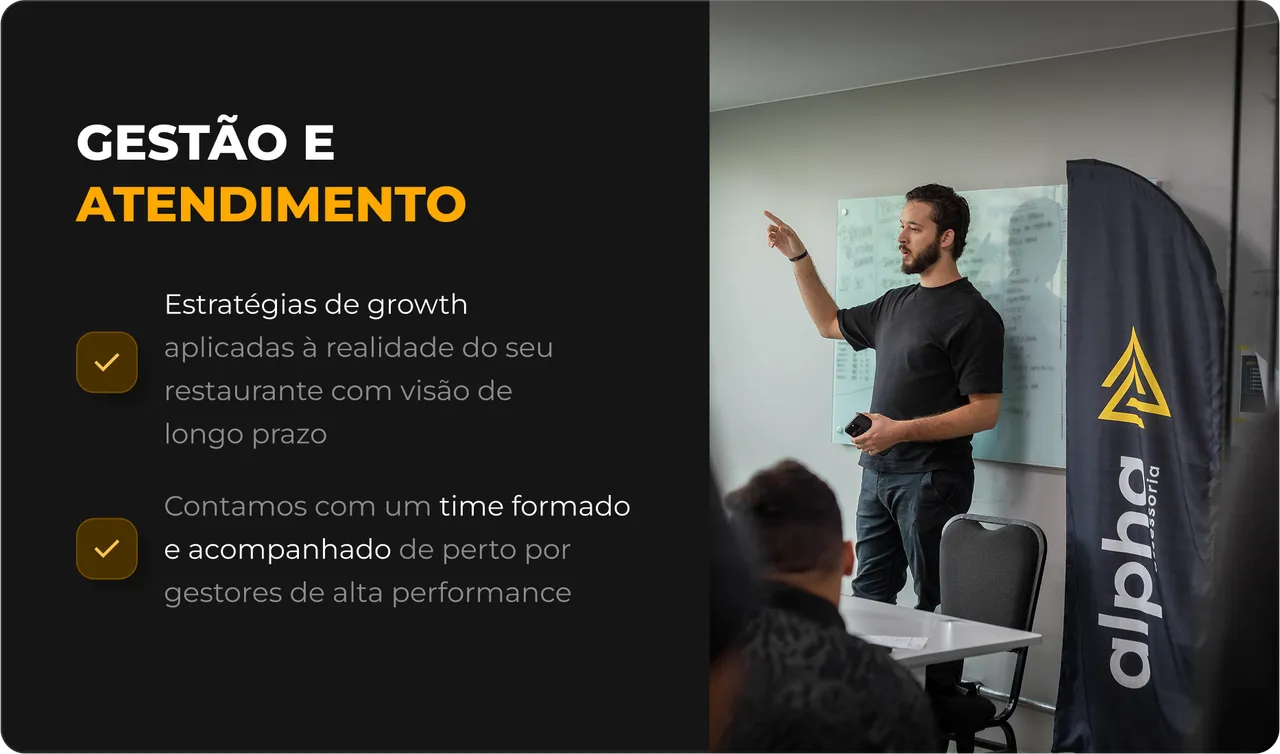 GESTÃO E
ATENDIMENTO
Estratégias de growth
aplicadas à realidade do seu
restaurante com visão de
longo prazo
Contamos com um time formado
e acompanhado de perto por
gestores de alta performance
alpha